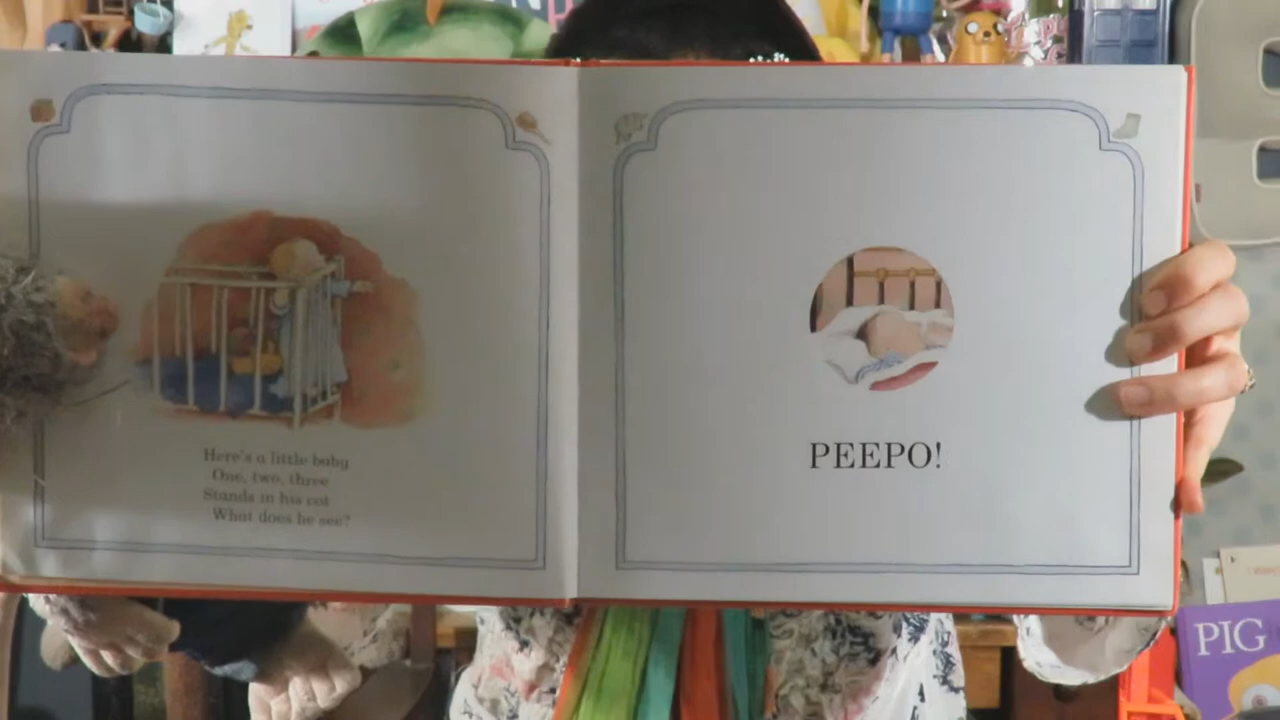 Here's a little baby
One, two, three
Stands in his cot
What does he see?
PEEPO!
PIG